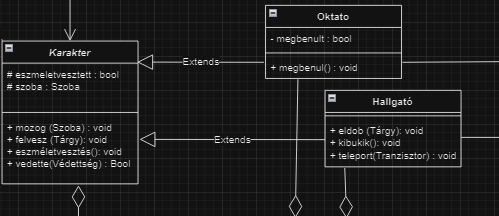 Oktato
- megbenult : bool
+ megbenul() : void
Karakter
# eszmeletvesztett : bool
# szoba : Szoba
+ mozog (Szoba) : void
+ felvesz (Tárgy): void
+ eszméletvesztés(): void
+ vedette(Védettség) : Bool
Extends
Extends
Hallgató
+ eldob (Tárgy): void
+ kibukik(): void
+ teleport(Tranzisztor) : void